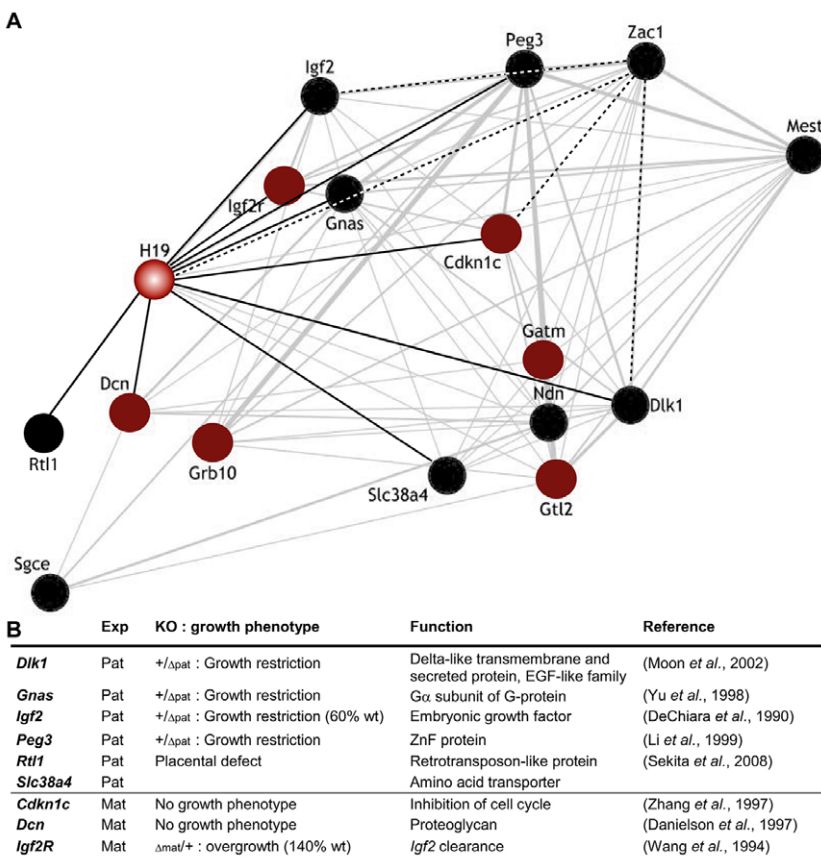 A
Zac1
Peg3
Igf2
Mest
Igf2r
Gnas
H19
Cdkn1c
Gatm
Dcn
Ndn
Dlk1
Rtl1
Grb10
Slc38a4
Gtl2
Sgce
B Exp KO : growth phenotype Function Reference
Dlk1 Pat +/Δpat : Growth restriction Delta-like transmembrane and (Moon et al., 2002)
secreted protein, EGF-like family
Gnas Pat +/Δpat : Growth restriction Gα subunit of G-protein (Yu et al., 1998)
Igf2 Pat +/Δpat : Growth restriction (60% wt) Embryonic growth factor (DeChiara et al., 1990)
Peg3 Pat +/Δpat : Growth restriction ZnF protein (Li et al., 1999)
Rtl1 Pat Placental defect Retrotransposon-like protein (Sekita et al., 2008)
Slc38a4 Pat Amino acid transporter
Cdkn1c Mat No growth phenotype Inhibition of cell cycle (Zhang et al., 1997)
Dcn Mat No growth phenotype Proteoglycan (Danielson et al., 1997)
Igf2R Mat Δmat/+ : overgrowth (140% wt) Igf2 clearance (Wang et al., 1994)